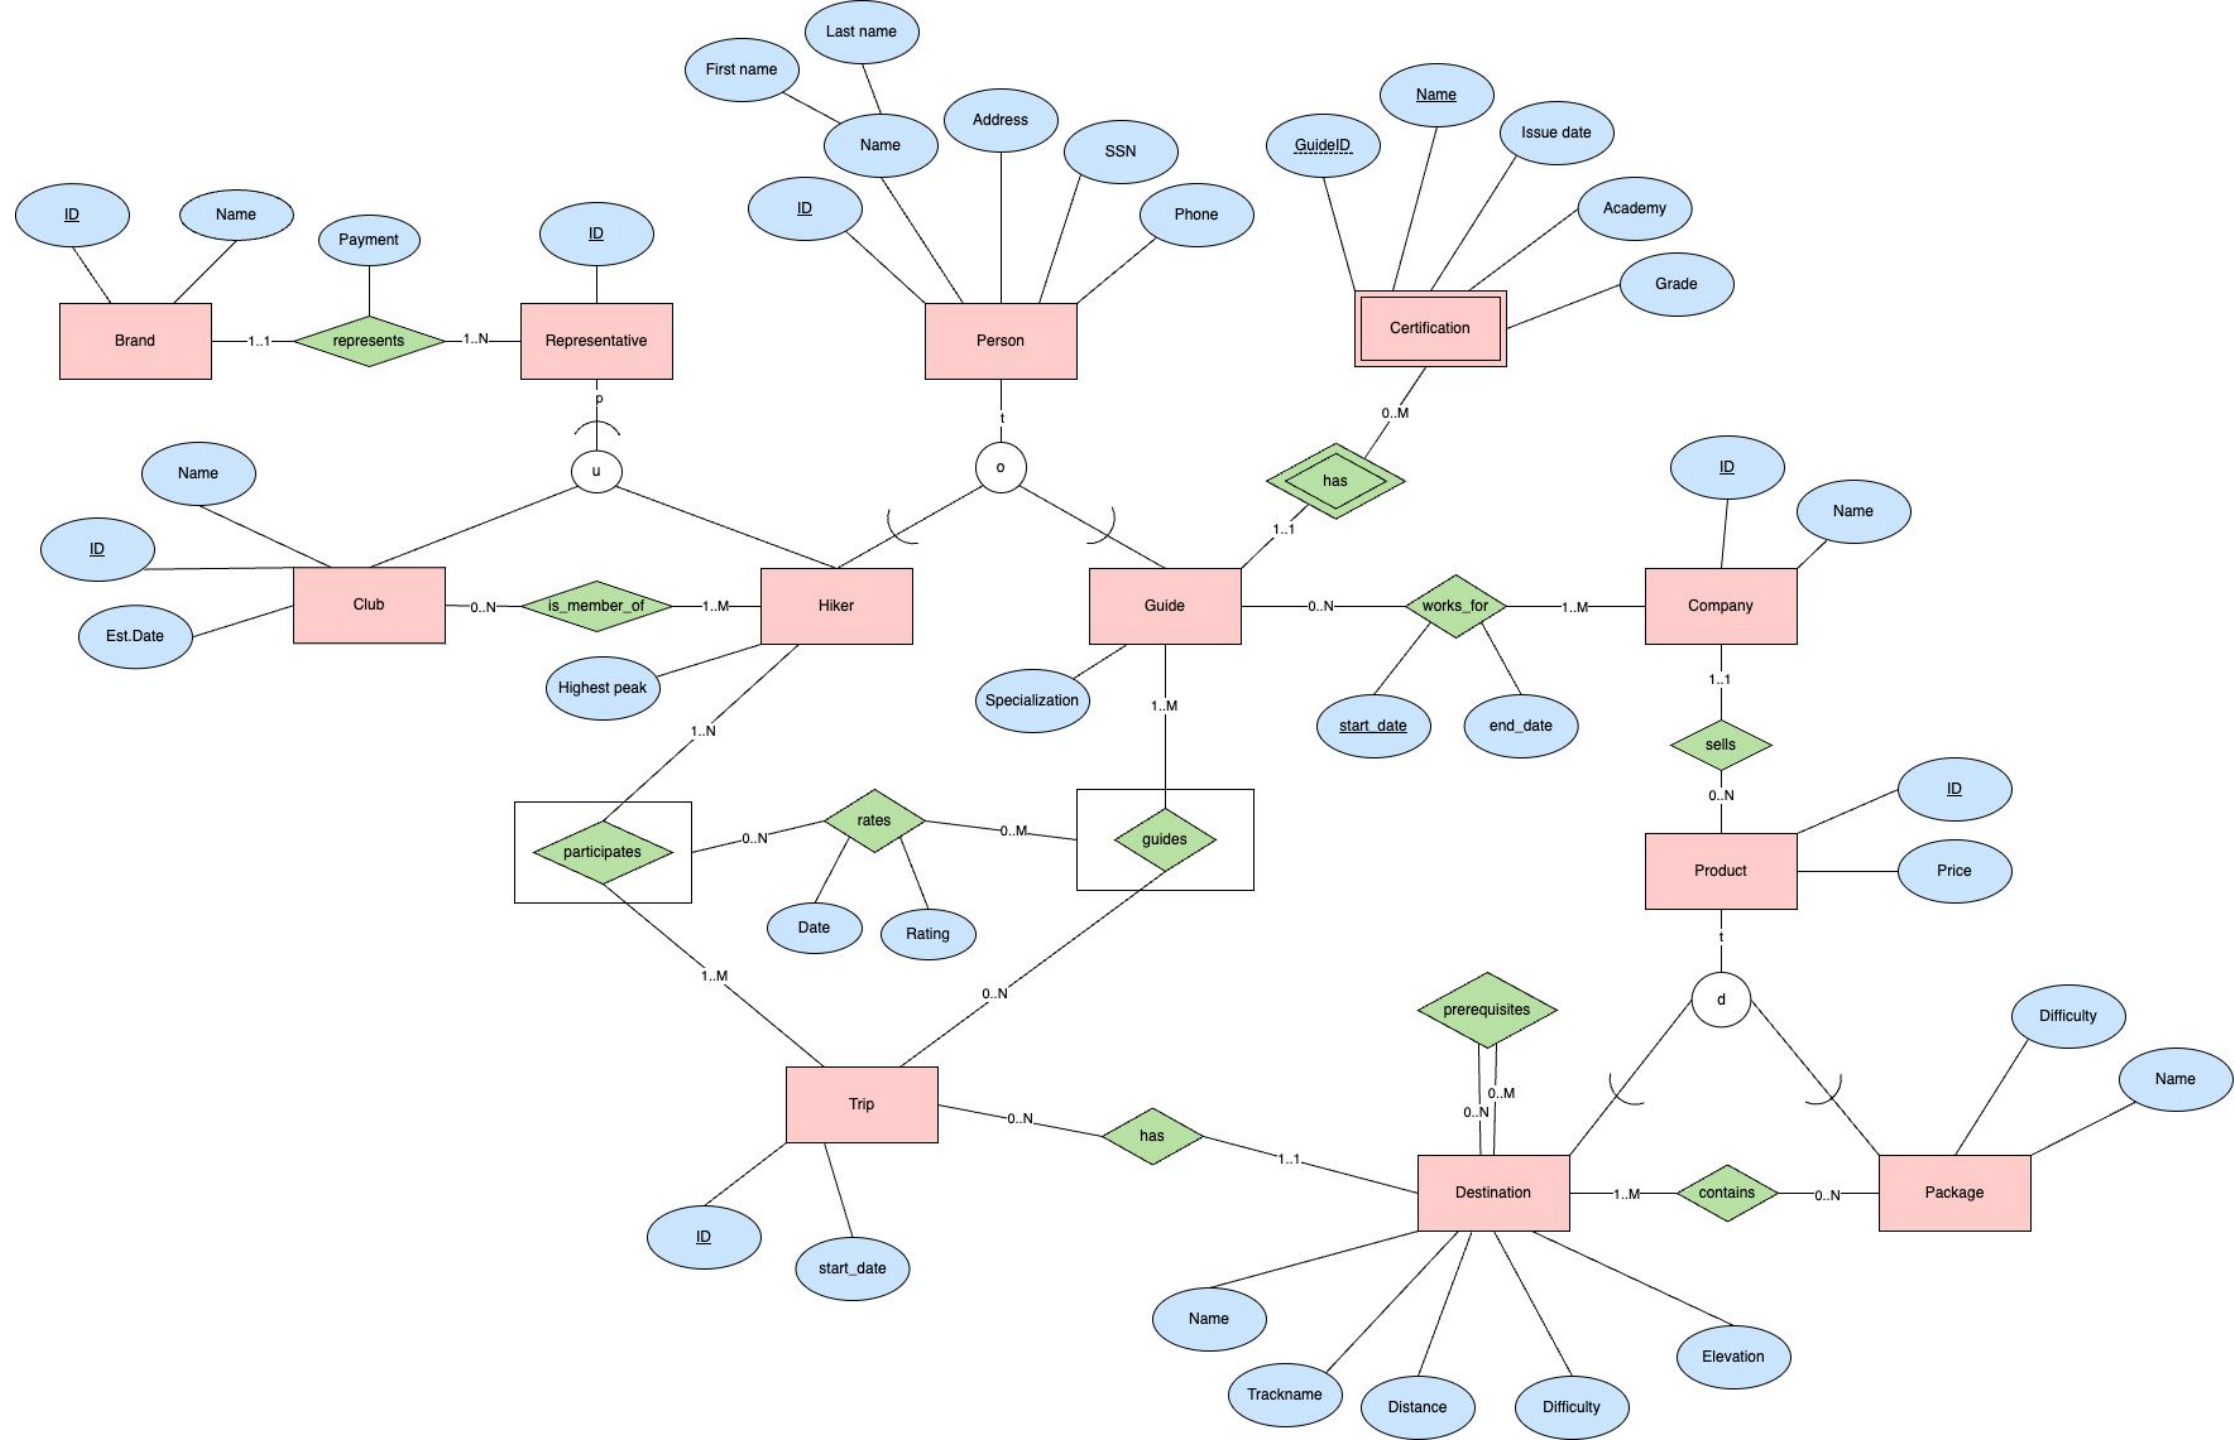 Last name
First name
Name
Address
SSN
ID
Phone
GuideID
Name
Issue date
Academy
Grade
ID
Name
Payment
ID
Brand
1..1
represents
1..N
Representative
Person
Certification
p
t
0..M
u
o
has
1..1
Name
ID
Est.Date
Club
0..N
is_member_of
1..M
Hiker
Highest peak
Guide
Specialization
0..N
works_for
1..M
Company
ID
Name
start_date
end_date
1..1
sells
0..N
Product
ID
Price
t
d
1..N
1..M
participates
0..N
rates
0..M
guides
Date
Rating
1..M
0..N
prerequisites
0..M
0..N
Difficulty
Name
Trip
0..N
has
1..1
Destination
1..M
contains
0..N
Package
ID
start_date
Name
Trackname
Distance
Difficulty
Elevation